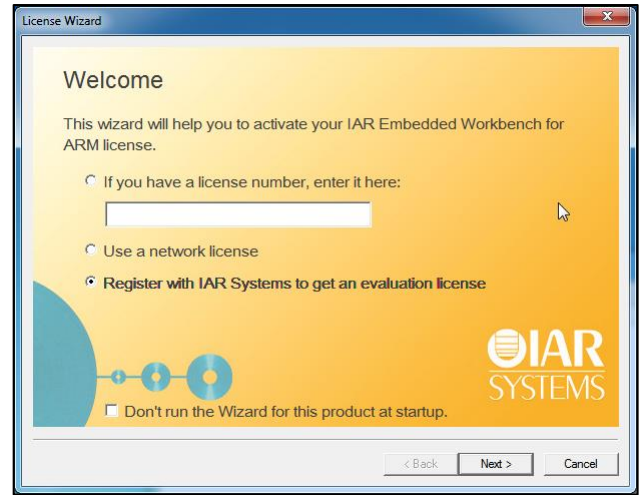 License Wizard
Welcome
This wizard will help you to activate your IAR Embedded Workbench for
ARM license.
If you have a license number, enter it here:
Use a network license
Register with IAR Systems to get an evaluation license
IAR
SYSTEMS
Don't run the Wizard for this product at startup.
< Back Next > Cancel